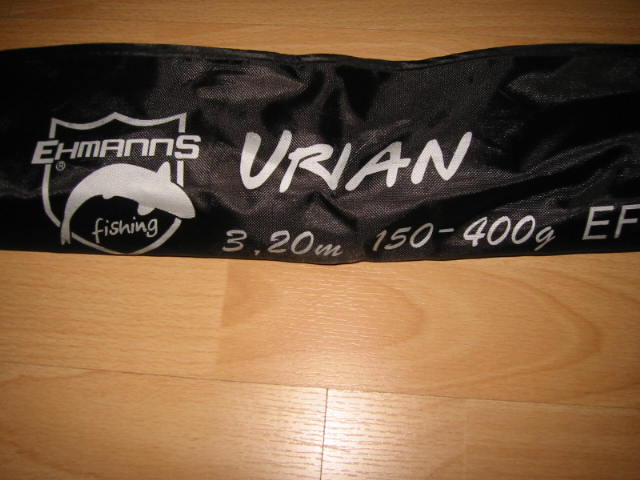 EHMANNS
®
fishing
URIAN
3,20m 150-400g EF